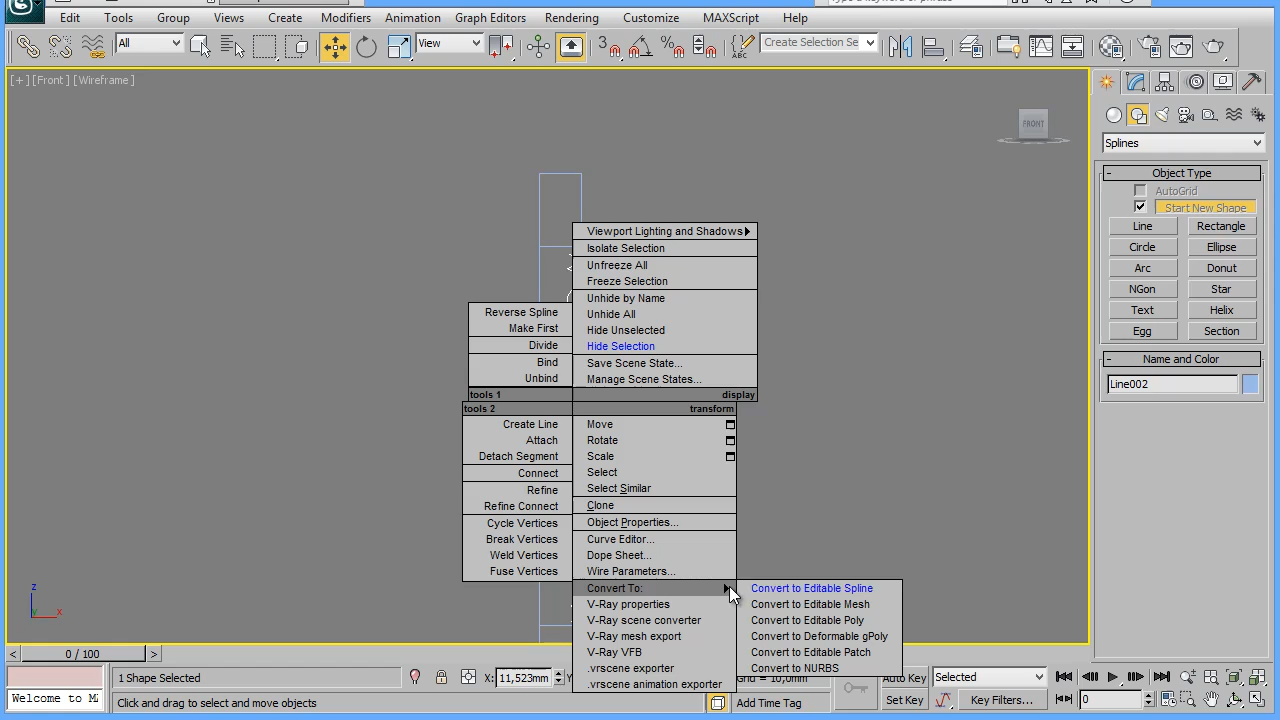 Edit Tools Group Views Create Modifiers Animation Graph Editors Rendering Customize MAXScript Help
All View 3 % ABC Create Selection Se
[+] [Front] [Wireframe]
FRONT
Splines
Object Type
AutoGrid
Start New Shape
Line Rectangle
Circle Ellipse
Arc Donut
NGon Star
Text Helix
Egg Section
Name and Color
Line002
Viewport Lighting and Shadows
Isolate Selection
Unfreeze All
Freeze Selection
Unhide by Name
Unhide All
Hide Unselected
Hide Selection
Save Scene State...
Manage Scene States...
display
Reverse Spline
Make First
Divide
Bind
Unbind
tools 1
tools 2
Create Line
Attach
Detach Segment
Connect
Refine
Refine Connect
Cycle Vertices
Break Vertices
Weld Vertices
Fuse Vertices
transform
Move
Rotate
Scale
Select
Select Similar
Clone
Object Properties...
Curve Editor...
Dope Sheet...
Wire Parameters...
Convert To:
V-Ray properties
V-Ray scene converter
V-Ray mesh export
V-Ray VFB
.vrscene exporter
.vrscene animation exporter
Convert to Editable Spline
Convert to Editable Mesh
Convert to Editable Poly
Convert to Deformable gPoly
Convert to Editable Patch
Convert to NURBS
z
x
< 0 / 100 >
1 Shape Selected X: 11,523mm Grid = 10,0mm Auto Key Selected
Welcome to Click and drag to select and move objects Add Time Tag Set Key Key Filters... 0